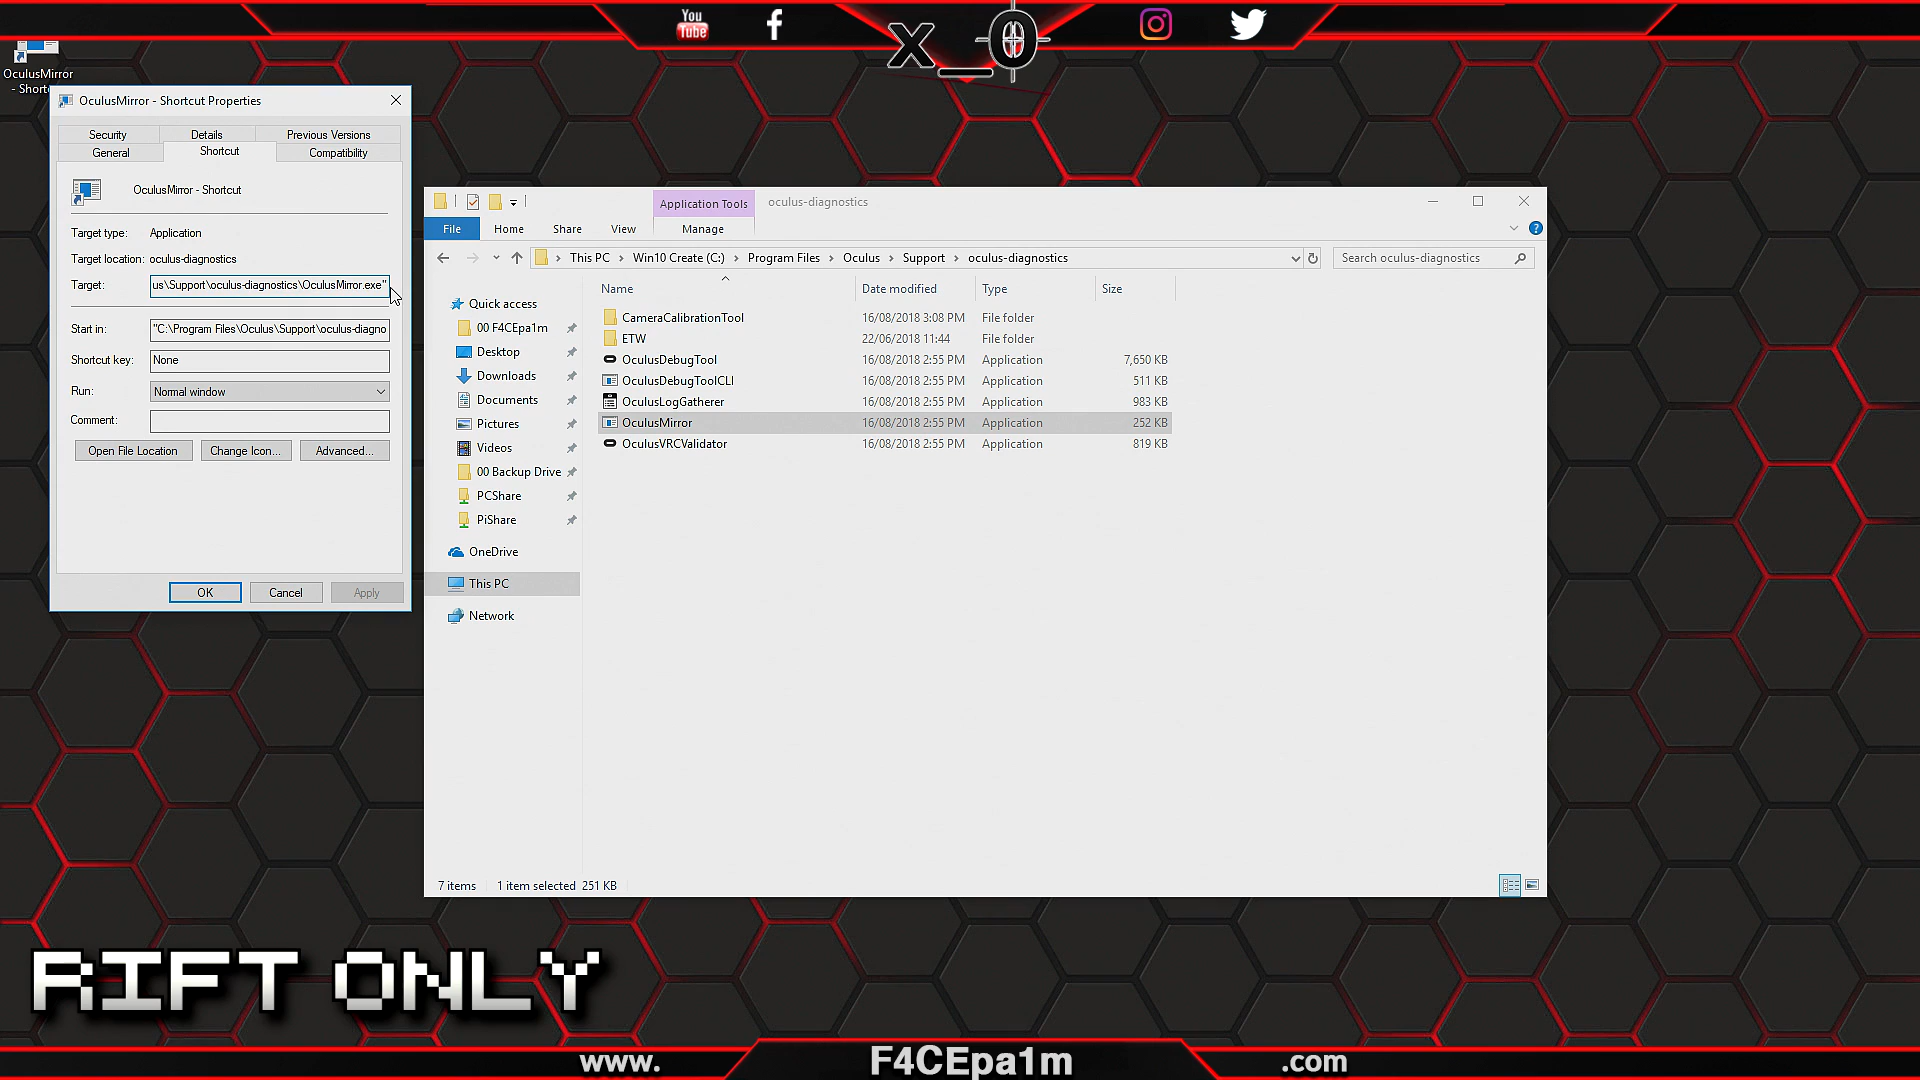 You
Tube
X_0
OculusMirror
OculusMirror - Shortcut Properties
Security
Details
Previous Versions
General
Shortcut
Compatibility
OculusMirror - Shortcut
Target type:
Application
Target location:
oculus-diagnostics
Target:
us\Support\oculus-diagnostics\OculusMirror.exe"
Start in:
"C:\Program Files\Oculus\Support\oculus-diagno
Shortcut key:
None
Run:
Normal window
Comment:
Open File Location
Change Icon...
Advanced...
OK
Cancel
Apply
Application Tools
oculus-diagnostics
File
Home
Share
View
Manage
This PC
Win10 Create (C:)
Program Files
Oculus
Support
oculus-diagnostics
Search oculus-diagnostics
Quick access
00 F4CEpa1m
Desktop
Downloads
Documents
Pictures
Videos
00 Backup Drive
PCShare
PiShare
OneDrive
This PC
Network
Name
Date modified
Type
Size
CameraCalibrationTool 16/08/2018 3:08 PM File folder
ETW 22/06/2018 11:44 File folder
OculusDebugTool 16/08/2018 2:55 PM Application 7,650 KB
OculusDebugToolCLI 16/08/2018 2:55 PM Application 511 KB
OculusLogGatherer 16/08/2018 2:55 PM Application 983 KB
OculusMirror 16/08/2018 2:55 PM Application 252 KB
OculusVRCValidator 16/08/2018 2:55 PM Application 819 KB
7 items
1 item selected 251 KB
RIFT ONLY
www.
F4CEpa1m
.com